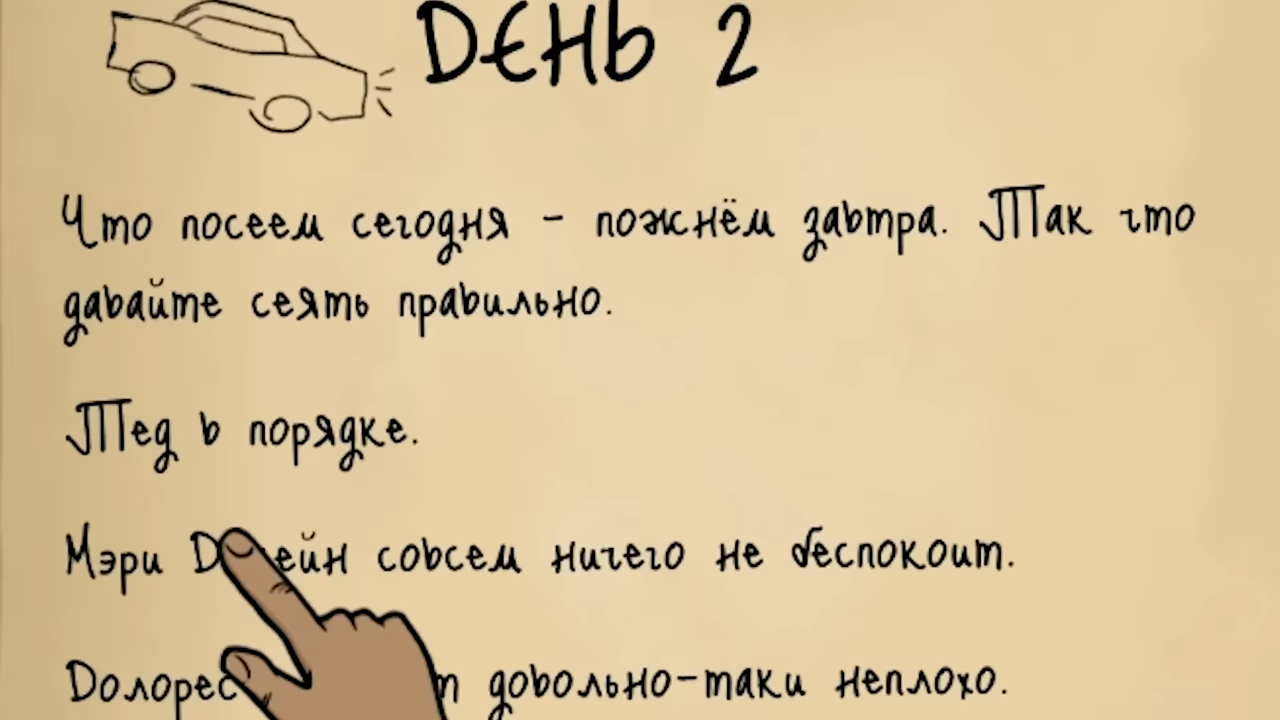 День 2
Что посеем сегодня - пожнём завтра. Так что
давайте сеять правильно.
Тед в порядке.
Мэри совсем ничего не беспокоит.
Долорес довольно-таки неплохо.